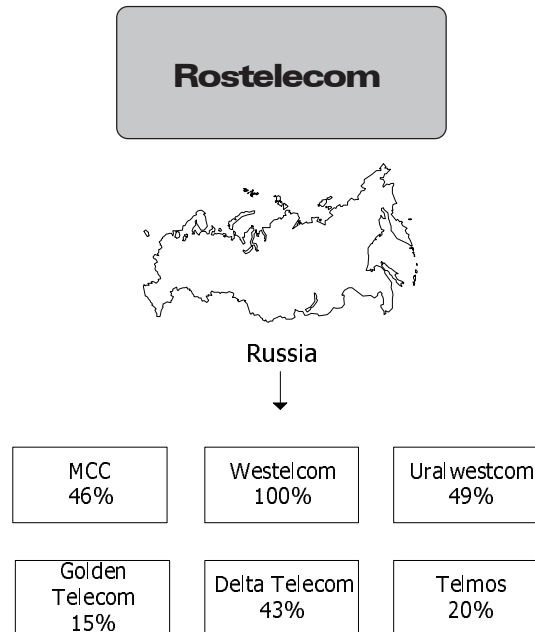 Rostelecom
Russia
MCC
46%
Westelcom
100%
Uralwestcom
49%
Golden
Telecom
15%
Delta Telecom
43%
Telmos
20%